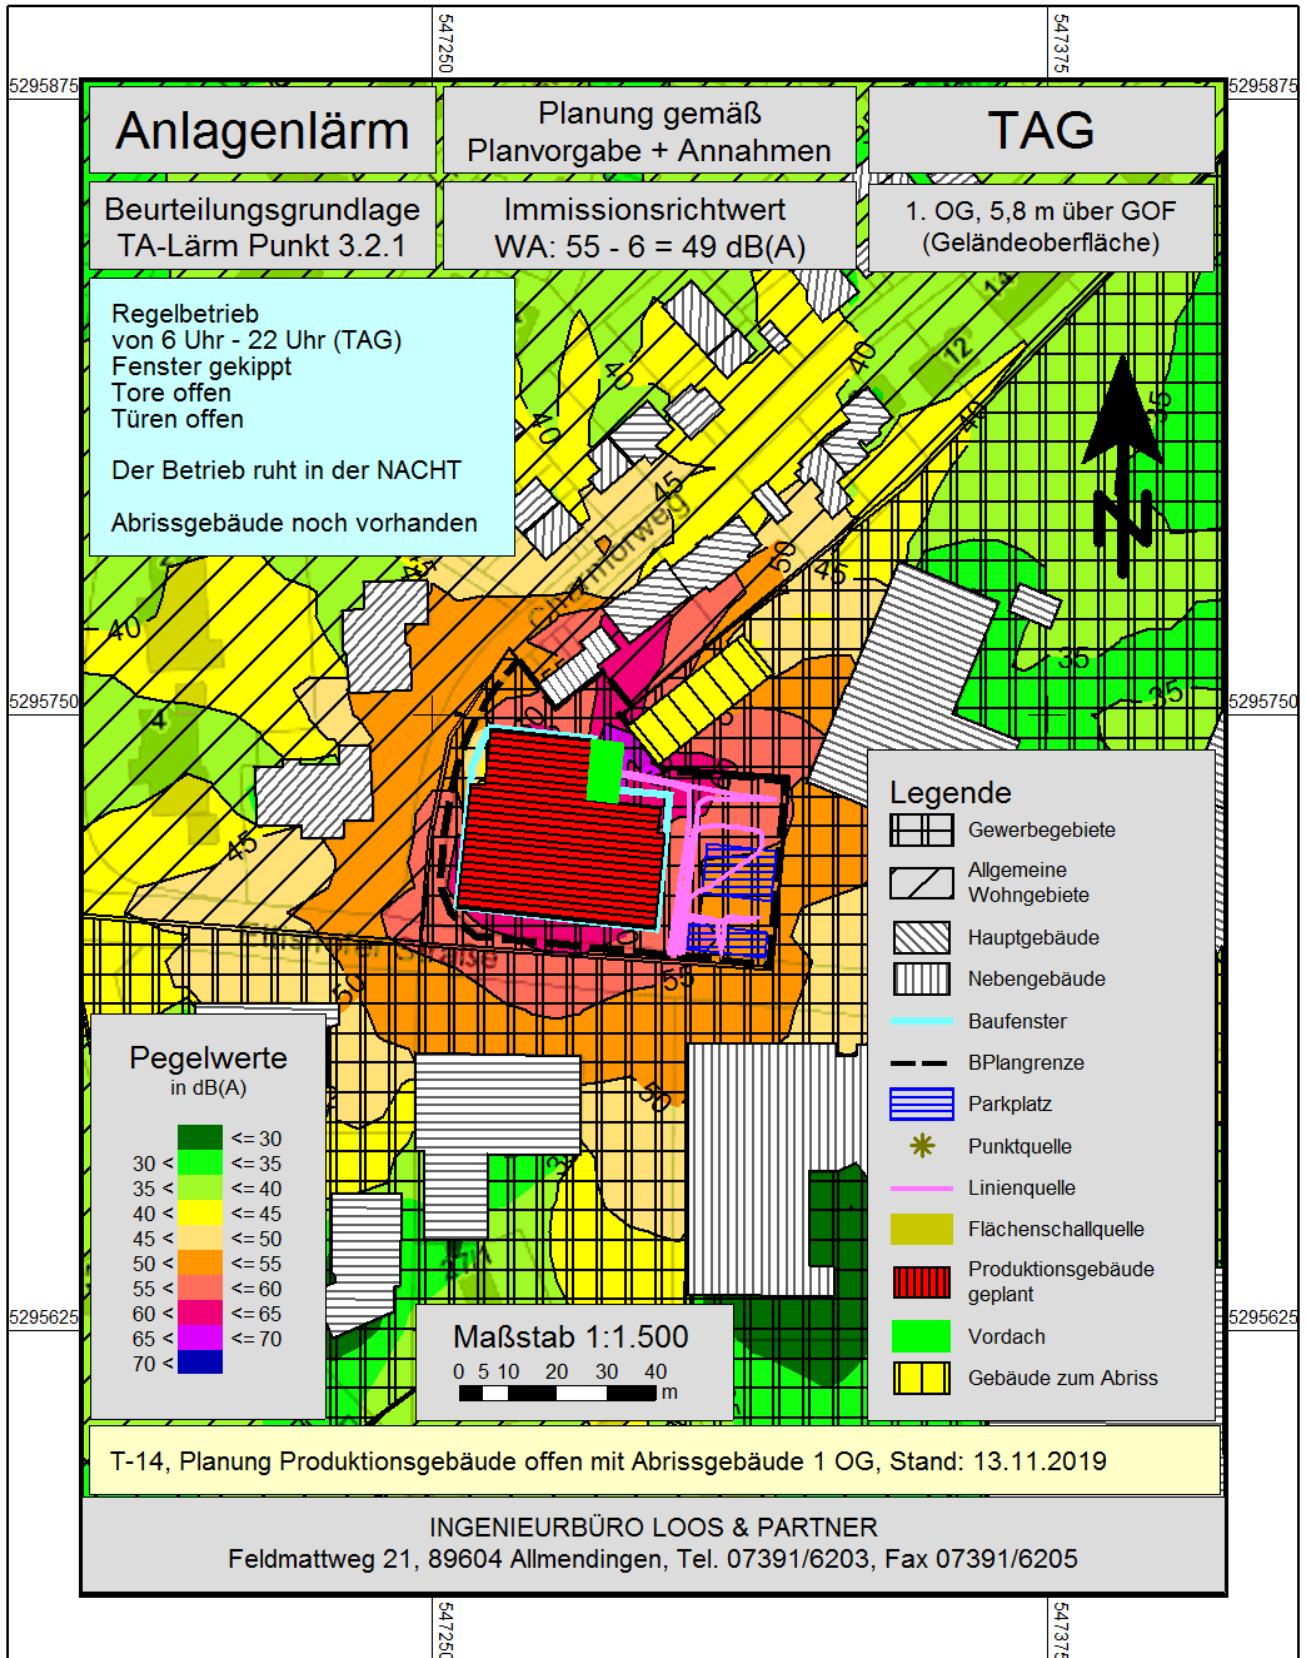 547250
547375
5295875
5295875
Anlagenlärm
Planung gemäß
Planvorgabe + Annahmen
TAG
Beurteilungsgrundlage
TA-Lärm Punkt 3.2.1
Immissionsrichtwert
WA: 55 - 6 = 49 dB(A)
1. OG, 5,8 m über GOF
(Geländeoberfläche)
Regelbetrieb
von 6 Uhr - 22 Uhr (TAG)
Fenster gekippt
Tore offen
Türen offen
Der Betrieb ruht in der NACHT
Abrissgebäude noch vorhanden
14
12
40
40
40
40
35
45
50
45
45
40
35
35
4
5295750
5295750
45
50
55
50
Legende
Gewerbegebiete
Allgemeine
Wohngebiete
Hauptgebäude
Nebengebäude
Baufenster
BPlangrenze
Parkplatz
Punktquelle
Linienquelle
Flächenschallquelle
Produktionsgebäude
geplant
Vordach
Gebäude zum Abriss
Pegelwerte
in dB(A)
<= 30
30 < <= 35
35 < <= 40
40 < <= 45
45 < <= 50
50 < <= 55
55 < <= 60
60 < <= 65
65 < <= 70
70 <
5295625
5295625
Maßstab 1:1.500
0 5 10 20 30 40
m
T-14, Planung Produktionsgebäude offen mit Abrissgebäude 1 OG, Stand: 13.11.2019
INGENIEURBÜRO LOOS & PARTNER
Feldmattweg 21, 89604 Allmendingen, Tel. 07391/6203, Fax 07391/6205
547250
547375